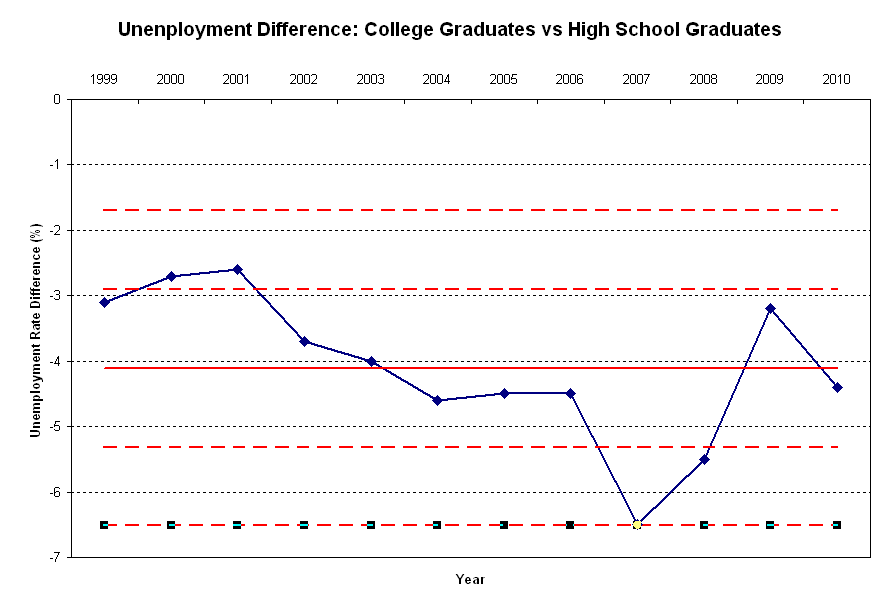 Unenployment Difference: College Graduates vs High School Graduates
1999 2000 2001 2002 2003 2004 2005 2006 2007 2008 2009 2010
0
-1
-2
-3
-4
-5
-6
-7
Unemployment Rate Difference (%)
Year